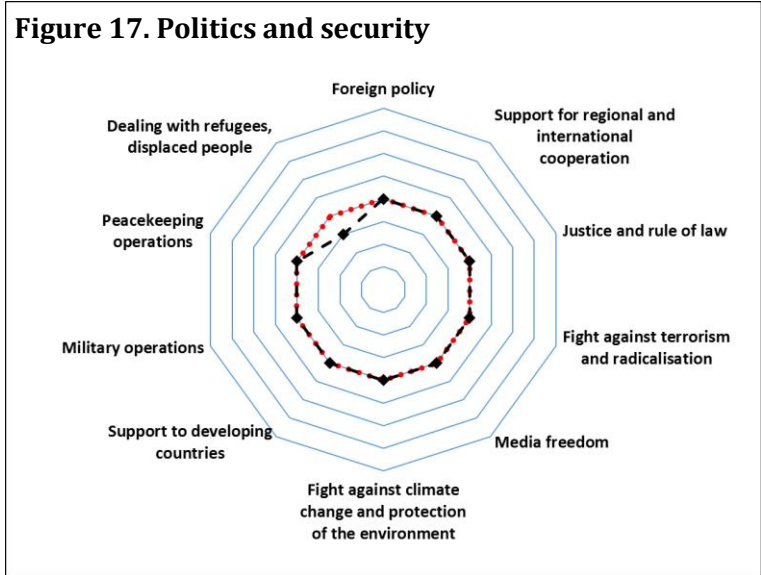 Figure 17. Politics and security
Foreign policy
Support for regional and
international
cooperation
Justice and rule of law
Fight against terrorism
and radicalisation
Media freedom
Fight against climate
change and protection
of the environment
Support to developing
countries
Military operations
Peacekeeping
operations
Dealing with refugees,
displaced people